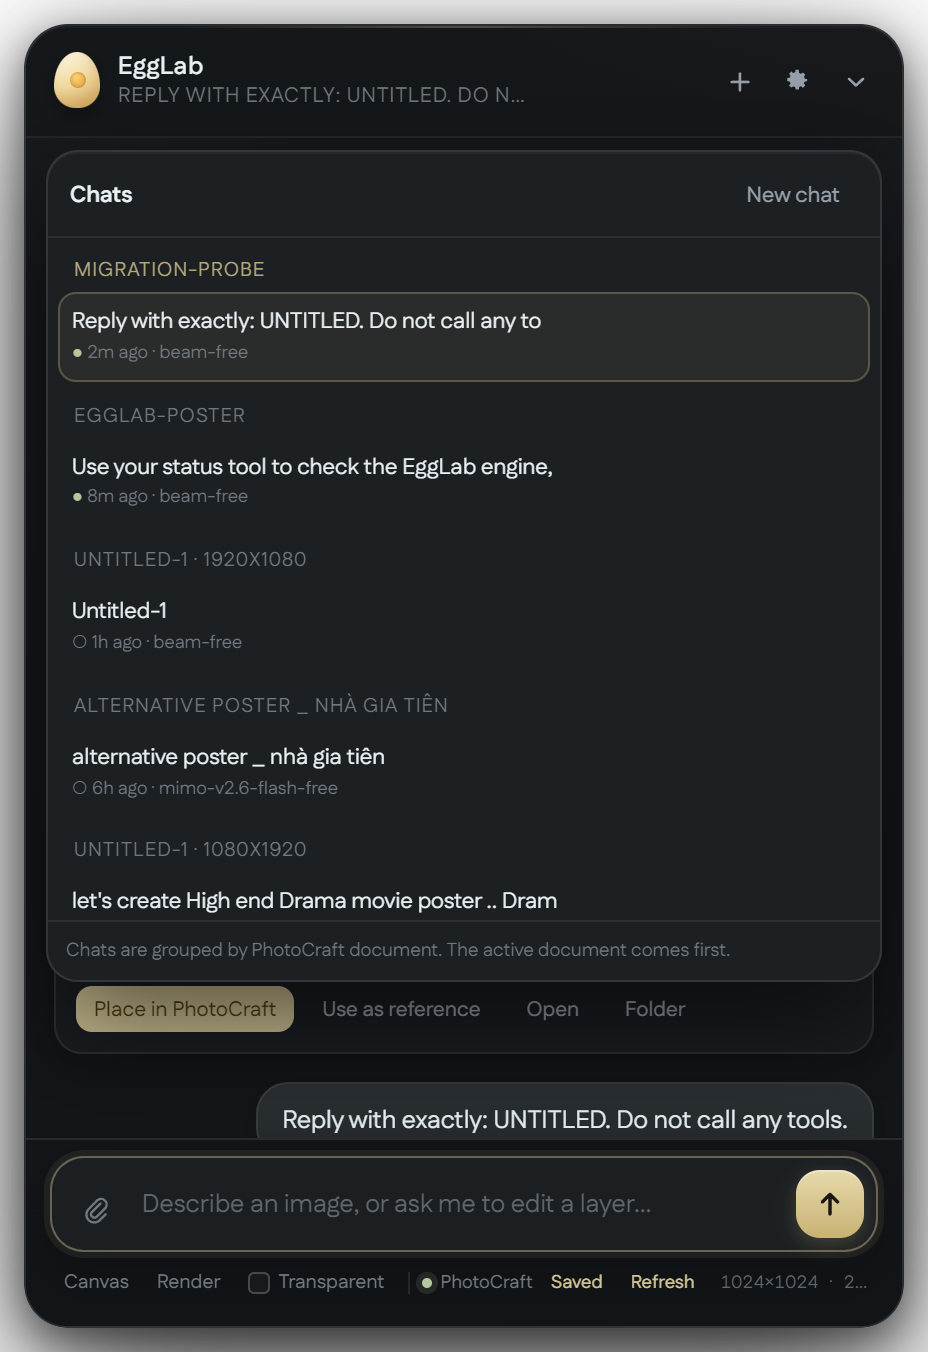 EggLab
REPLY WITH EXACTLY: UNTITLED. DO N...
Chats
New chat
MIGRATION-PROBE
Reply with exactly: UNTITLED. Do not call any to
2m ago · beam-free
EGGLAB-POSTER
Use your status tool to check the EggLab engine,
8m ago · beam-free
UNTITLED-1 · 1920X1080
Untitled-1
1h ago · beam-free
ALTERNATIVE POSTER _ NHÀ GIA TIÊN
alternative poster _ nhà gia tiên
6h ago · mimo-v2.6-flash-free
UNTITLED-1 · 1080X1920
let's create High end Drama movie poster .. Dram
Chats are grouped by PhotoCraft document. The active document comes first.
Place in PhotoCraft
Use as reference
Open
Folder
Reply with exactly: UNTITLED. Do not call any tools.
Describe an image, or ask me to edit a layer...
Canvas
Render
Transparent
PhotoCraft
Saved
Refresh
1024×1024 · 2...